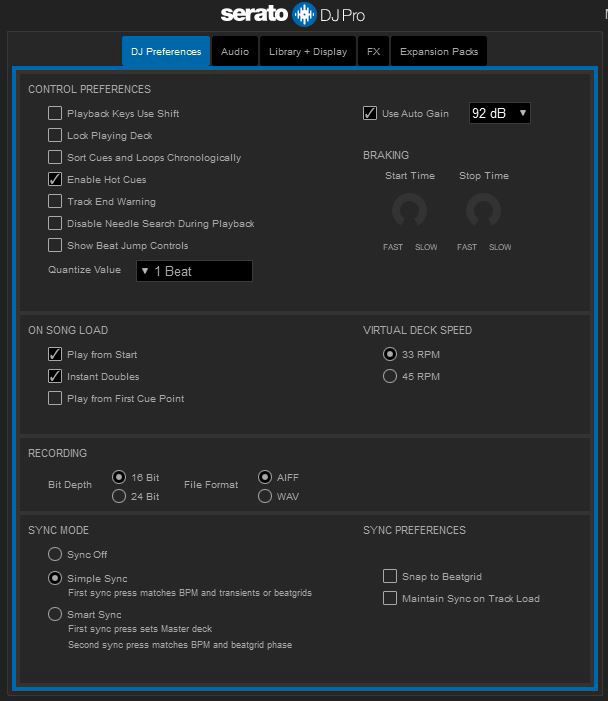 serato DJ Pro
DJ Preferences Audio Library + Display FX Expansion Packs
CONTROL PREFERENCES
Playback Keys Use Shift
Use Auto Gain 92 dB
Lock Playing Deck
Sort Cues and Loops Chronologically
BRAKING
Enable Hot Cues
Start Time Stop Time
Track End Warning
Disable Needle Search During Playback
Show Beat Jump Controls
FAST SLOW FAST SLOW
Quantize Value 1 Beat
ON SONG LOAD
VIRTUAL DECK SPEED
Play from Start
33 RPM
Instant Doubles
45 RPM
Play from First Cue Point
RECORDING
Bit Depth
16 Bit
24 Bit
File Format
AIFF
WAV
SYNC MODE
SYNC PREFERENCES
Sync Off
Simple Sync
First sync press matches BPM and transients or beatgrids
Snap to Beatgrid
Maintain Sync on Track Load
Smart Sync
First sync press sets Master deck
Second sync press matches BPM and beatgrid phase